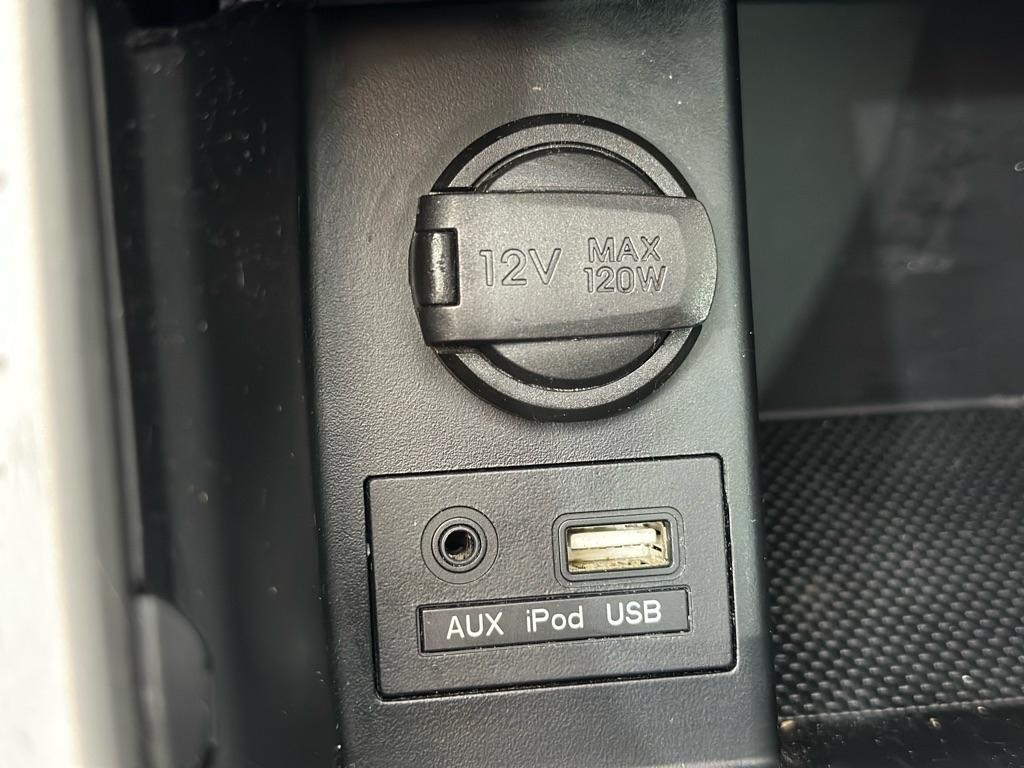 12V MAX
120W
AUX iPod USB